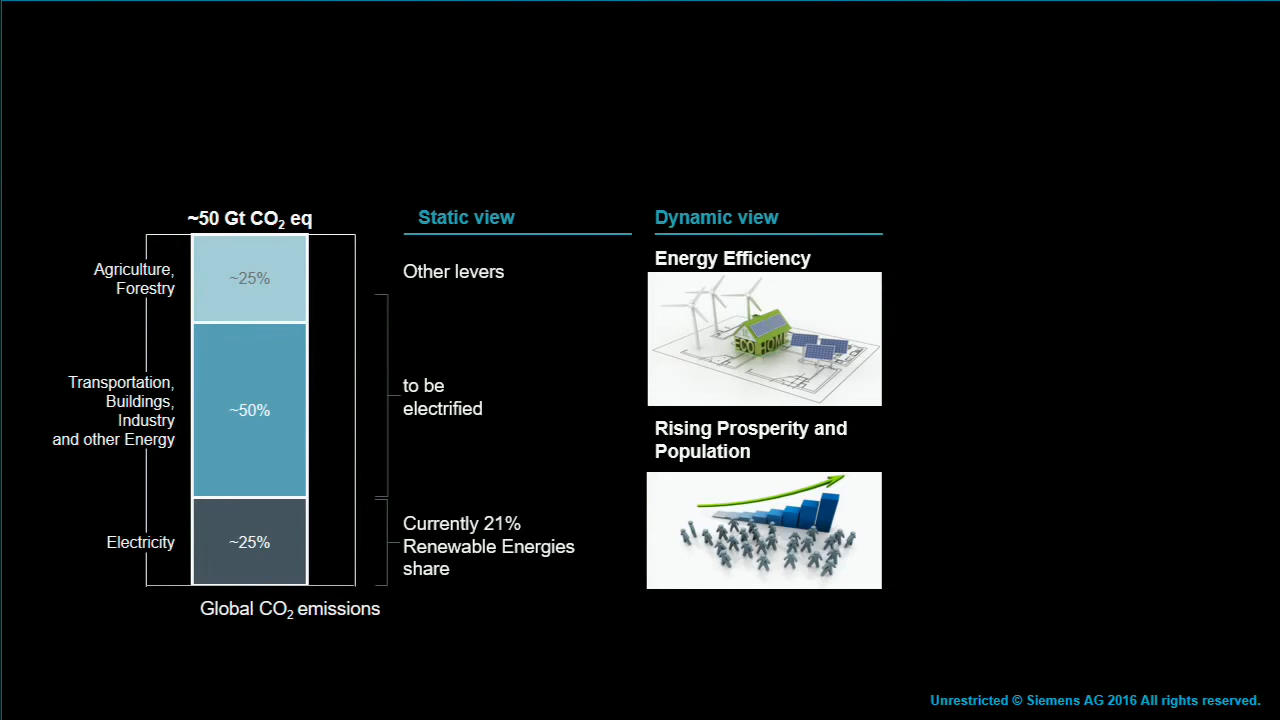 ~50 Gt CO₂ eq
Agriculture,
Forestry
~25%
Transportation,
Buildings,
Industry
and other Energy
~50%
Electricity
~25%
Global CO₂ emissions
Static view
Other levers
to be
electrified
Currently 21%
Renewable Energies
share
Dynamic view
Energy Efficiency
ECO HOM
Rising Prosperity and
Population
Unrestricted © Siemens AG 2016 All rights reserved.